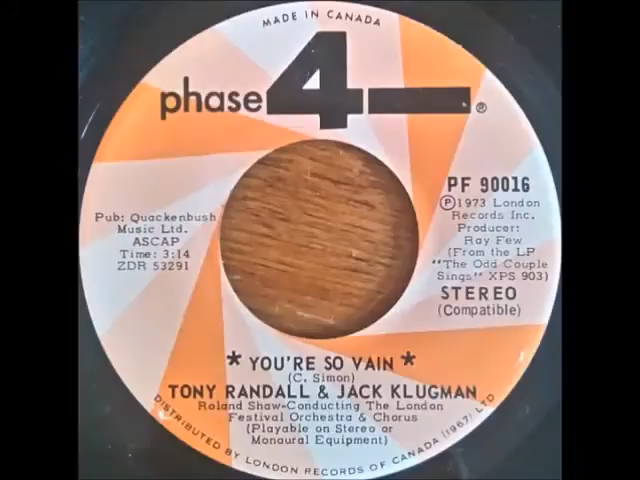 MADE IN CANADA
phase 4 ®
PF 90016
Ⓟ1973 London
Records Inc.
Producer:
Ray Few
(From the LP
"The Odd Couple
Sings" XPS 903)
STEREO
(Compatible)
Pub: Quackenbush
Music Ltd.
ASCAP
Time: 3:14
ZDR 53291
* YOU'RE SO VAIN *
(C. Simon)
TONY RANDALL & JACK KLUGMAN
Roland Shaw-Conducting The London
Festival Orchestra & Chorus
(Playable on Stereo or
Monaural Equipment)
DISTRIBUTED BY LONDON RECORDS OF CANADA (1967) LTD